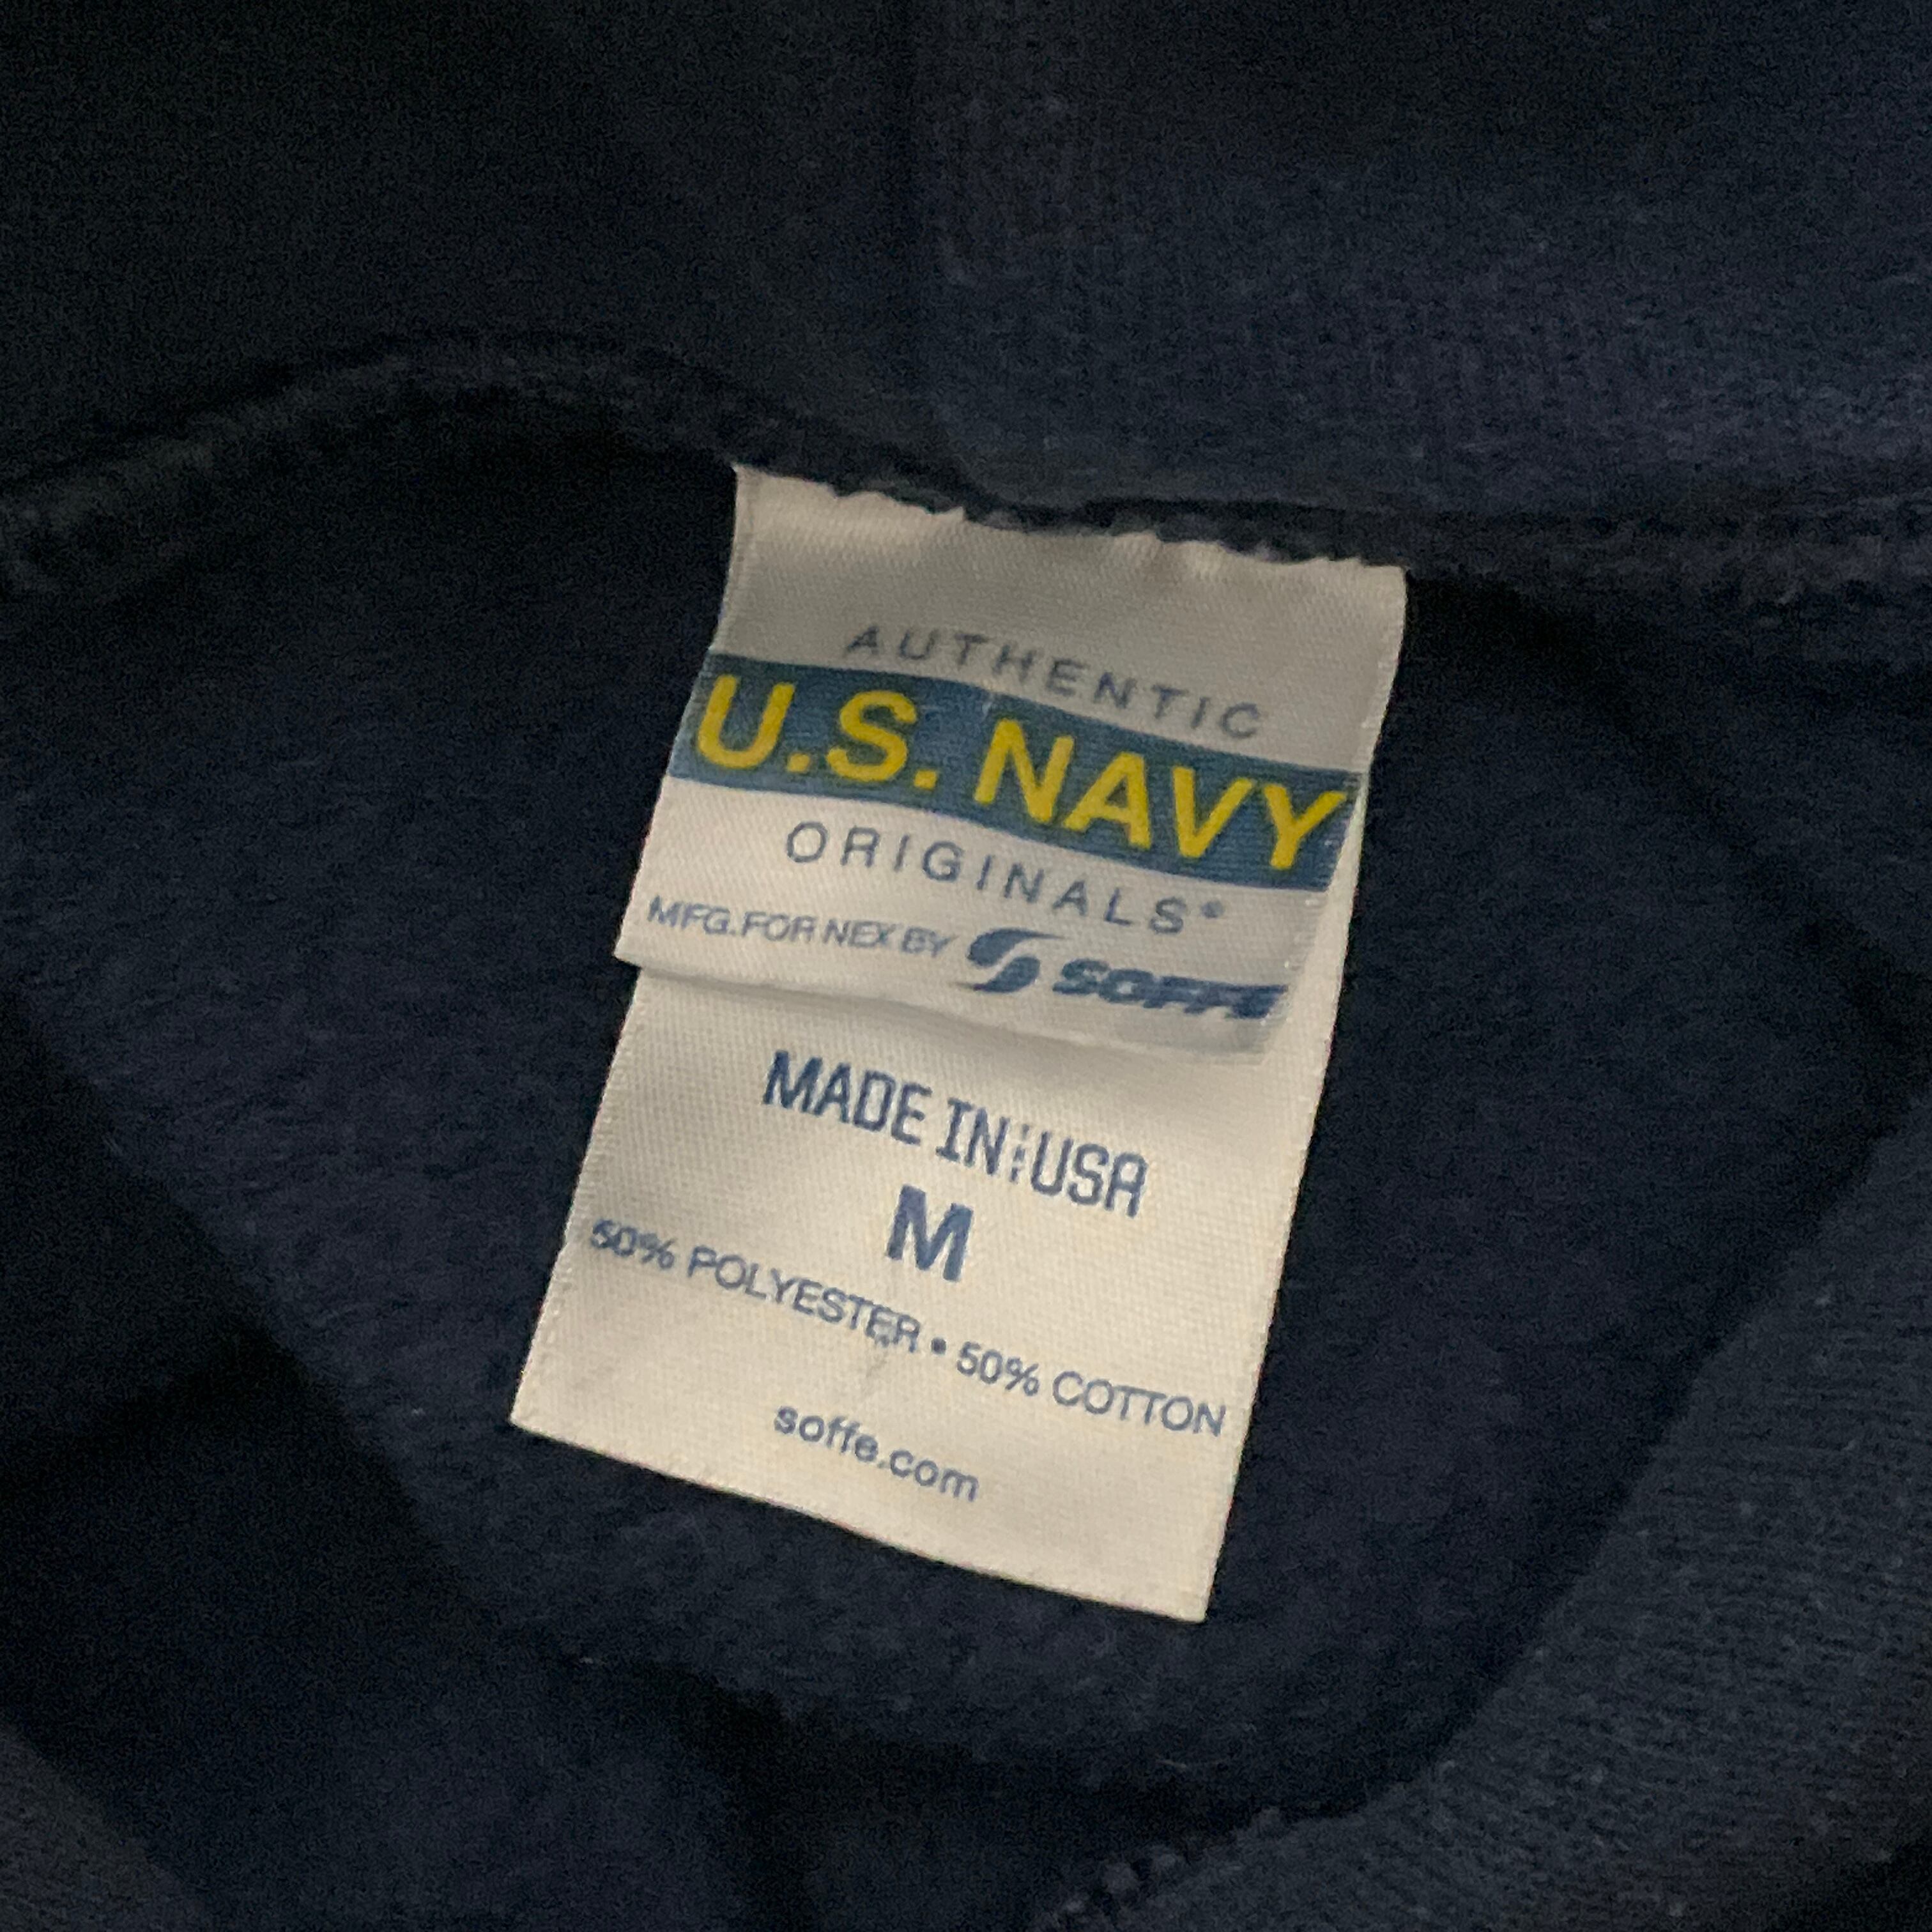 AUTHENTIC
U.S. NAVY
ORIGINALS®
MFG. FOR NEX BY SOFFE
MADE IN USA
M
50% POLYESTER • 50% COTTON
soffe.com